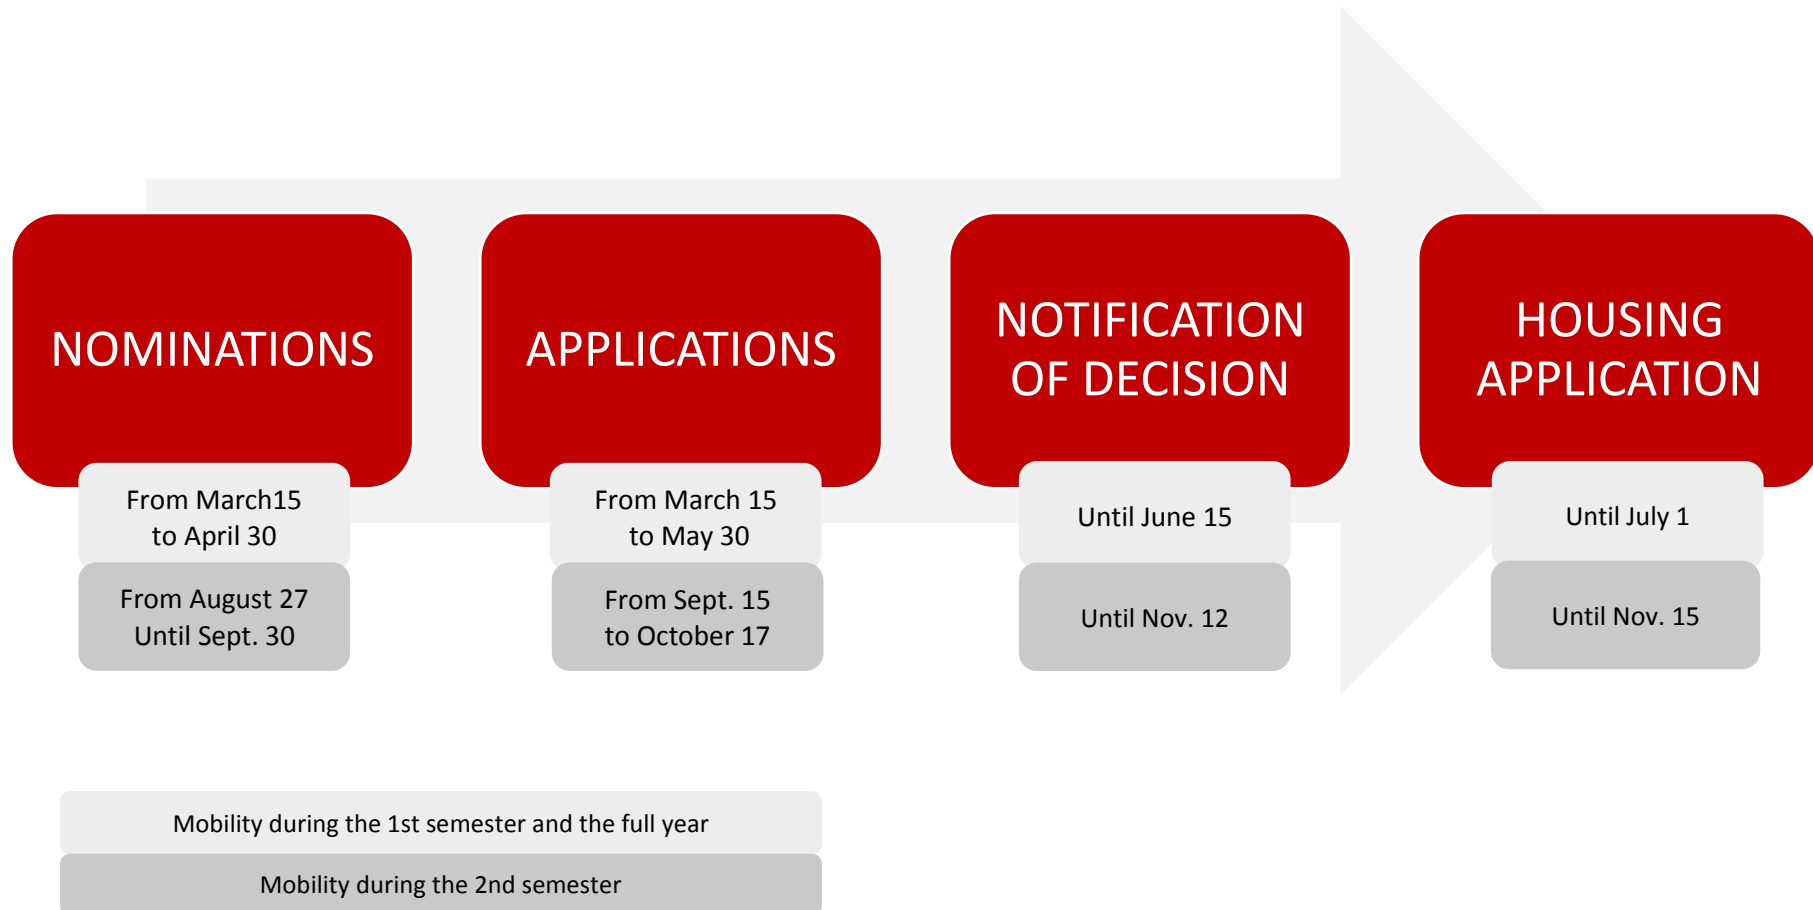 NOMINATIONS
APPLICATIONS
NOTIFICATION
OF DECISION
HOUSING
APPLICATION
From March15
to April 30
From March 15
to May 30
Until June 15
Until July 1
From August 27
Until Sept. 30
From Sept. 15
to October 17
Until Nov. 12
Until Nov. 15
Mobility during the 1st semester and the full year
Mobility during the 2nd semester